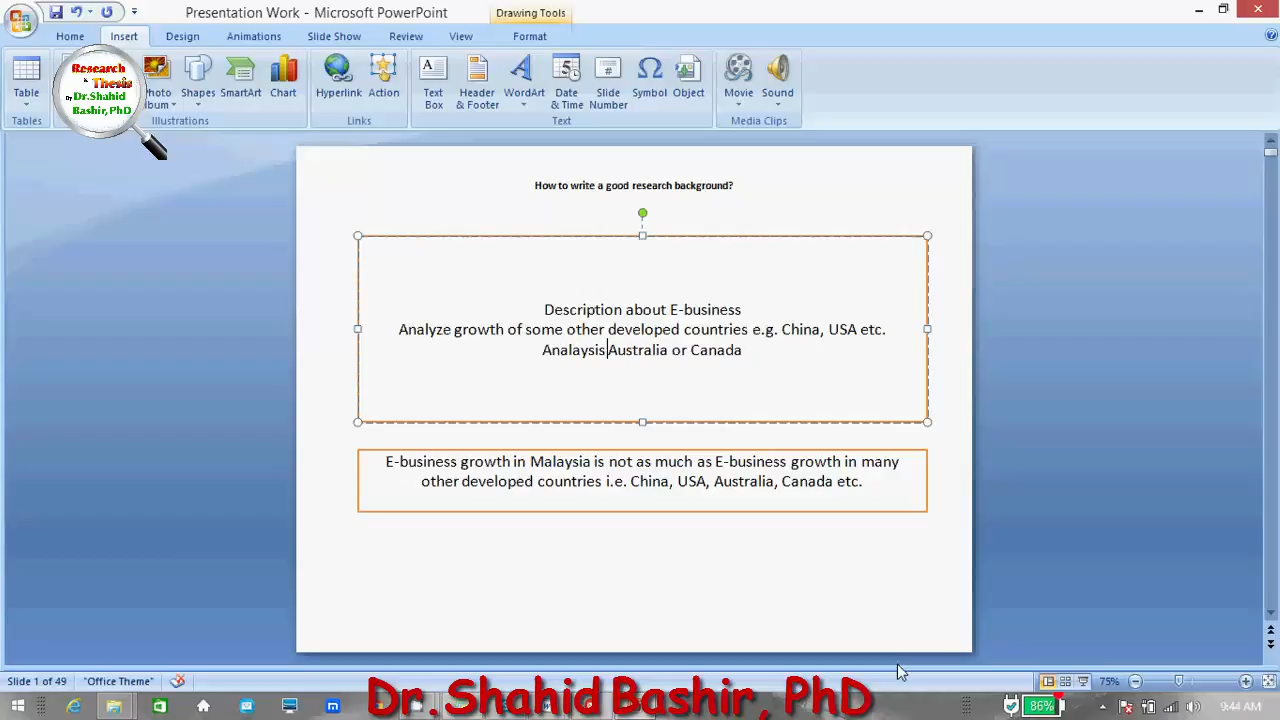 Presentation Work - Microsoft PowerPoint
Drawing Tools
Home Insert Design Animations Slide Show Review View Format
Table
Photo Album
Shapes
SmartArt
Chart
Hyperlink
Action
Text Box
Header & Footer
WordArt
Date & Time
Slide Number
Symbol
Object
Movie
Sound
Tables
Illustrations
Links
Text
Media Clips
Research
Thesis
By Dr.Shahid
Bashir, PhD
How to write a good research background?
Description about E-business
Analyze growth of some other developed countries e.g. China, USA etc.
Analaysis Australia or Canada
E-business growth in Malaysia is not as much as E-business growth in many
other developed countries i.e. China, USA, Australia, Canada etc.
Slide 1 of 49
"Office Theme"
75%
Dr.Shahid Bashir, PhD
86%
9:44 AM